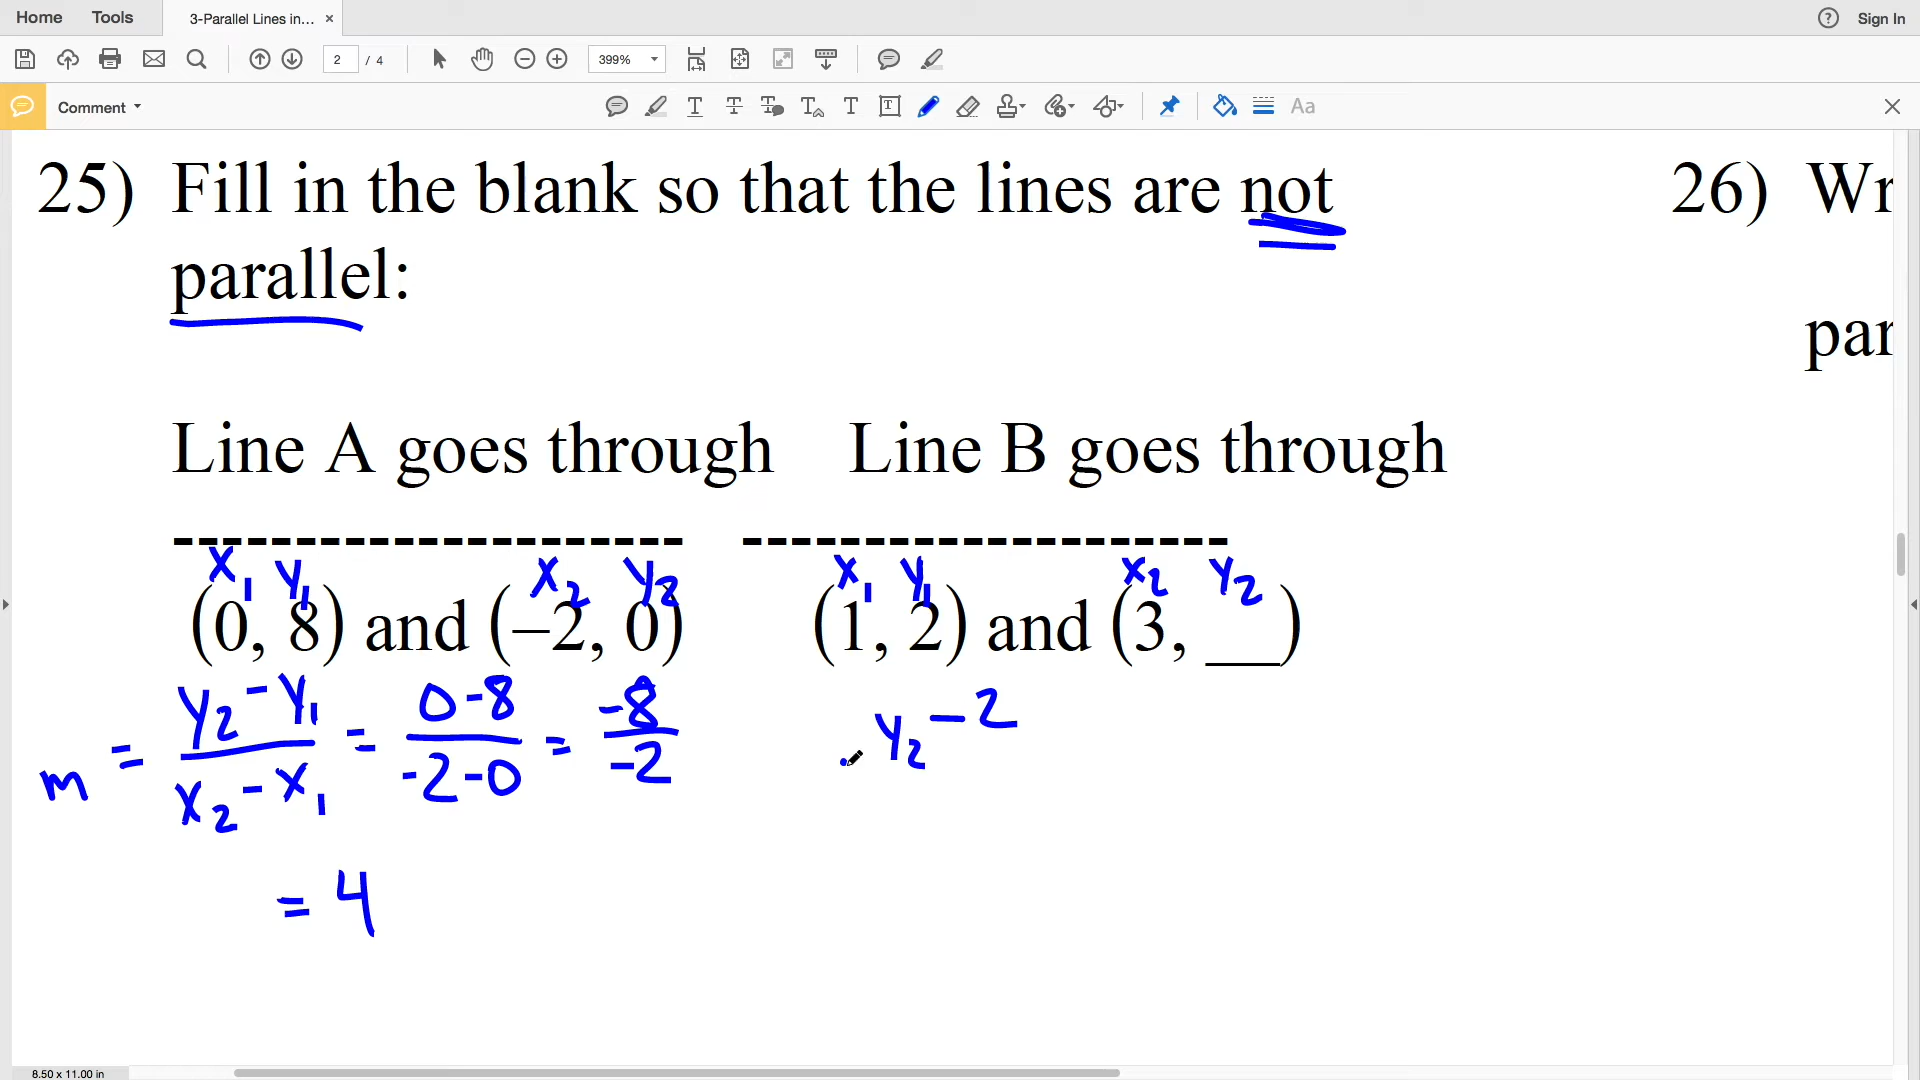 Home Tools 3-Parallel Lines in... × Sign In
2 / 4 399%
Comment Aa
25) Fill in the blank so that the lines are not
parallel:
26) Wr
par
Line A goes through Line B goes through
--------------------- --------------------
x₁ y₁ x₂ y₂ x₁ y₁ x₂ y₂
(0, 8) and (–2, 0) (1, 2) and (3, ___)
m = y₂ - y₁ / x₂ - x₁ = 0 - 8 / -2 - 0 = -8 / -2 y₂ - 2
= 4
8.50 x 11.00 in